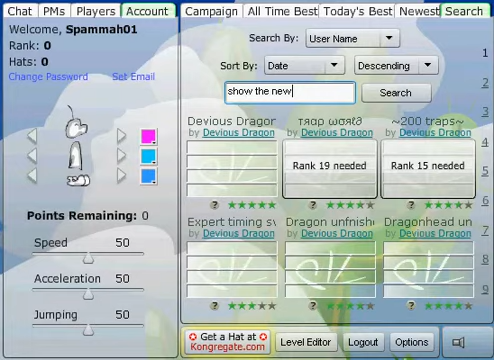 Chat PMs Players Account
Welcome, Spammah01
Rank: 0
Hats: 0
Change Password Set Email
Points Remaining: 0
Speed 50
Acceleration 50
Jumping 50
Campaign All Time Best Today's Best Newest Search
Search By: User Name
Sort By: Date Descending
show the new Search
Devious Dragon тяαρ ωσяℓ∂ ~200 traps~
by Devious Dragon by Devious Dragon by Devious Dragon
Rank 19 needed Rank 15 needed
? ? ?
Expert timing Dragon unfinish Dragonhead un
by Devious Dragon by Devious Dragon by Devious Dragon
? ? ?
1
2
3
4
5
6
7
8
9
Get a Hat at
Kongregate.com
Level Editor Logout Options